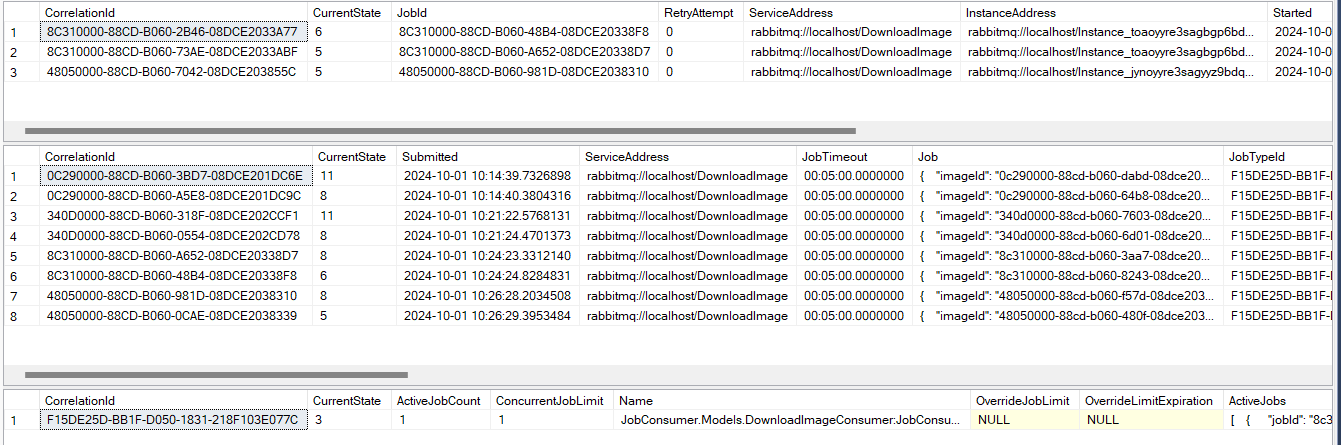 CorrelationId CurrentState JobId RetryAttempt ServiceAddress InstanceAddress Started
1 8C310000-88CD-B060-2B46-08DCE2033A77 6 8C310000-88CD-B060-48B4-08DCE20338F8 0 rabbitmq://localhost/DownloadImage rabbitmq://localhost/Instance_toaoyyre3sagbgp6bd... 2024-10-0
2 8C310000-88CD-B060-73AE-08DCE2033ABF 5 8C310000-88CD-B060-A652-08DCE20338D7 0 rabbitmq://localhost/DownloadImage rabbitmq://localhost/Instance_toaoyyre3sagbgp6bd... 2024-10-0
3 48050000-88CD-B060-7042-08DCE203855C 5 48050000-88CD-B060-981D-08DCE2038310 0 rabbitmq://localhost/DownloadImage rabbitmq://localhost/Instance_jynoyyre3sagyyz9bdq... 2024-10-0
CorrelationId CurrentState Submitted ServiceAddress JobTimeout Job JobTypeId
1 0C290000-88CD-B060-3BD7-08DCE201DC6E 11 2024-10-01 10:14:39.7326898 rabbitmq://localhost/DownloadImage 00:05:00.0000000 { "imageId": "0c290000-88cd-b060-dabd-08dce20... F15DE25D-BB1F-
2 0C290000-88CD-B060-A5E8-08DCE201DC9C 8 2024-10-01 10:14:40.3804316 rabbitmq://localhost/DownloadImage 00:05:00.0000000 { "imageId": "0c290000-88cd-b060-64b8-08dce20... F15DE25D-BB1F-
3 340D0000-88CD-B060-318F-08DCE202CCF1 11 2024-10-01 10:21:22.5768131 rabbitmq://localhost/DownloadImage 00:05:00.0000000 { "imageId": "340d0000-88cd-b060-7603-08dce20... F15DE25D-BB1F-
4 340D0000-88CD-B060-0554-08DCE202CD78 8 2024-10-01 10:21:24.4701373 rabbitmq://localhost/DownloadImage 00:05:00.0000000 { "imageId": "340d0000-88cd-b060-6d01-08dce20... F15DE25D-BB1F-
5 8C310000-88CD-B060-A652-08DCE20338D7 8 2024-10-01 10:24:23.3312140 rabbitmq://localhost/DownloadImage 00:05:00.0000000 { "imageId": "8c310000-88cd-b060-3aa7-08dce20... F15DE25D-BB1F-
6 8C310000-88CD-B060-48B4-08DCE20338F8 6 2024-10-01 10:24:24.8284831 rabbitmq://localhost/DownloadImage 00:05:00.0000000 { "imageId": "8c310000-88cd-b060-8243-08dce20... F15DE25D-BB1F-
7 48050000-88CD-B060-981D-08DCE2038310 8 2024-10-01 10:26:28.2034508 rabbitmq://localhost/DownloadImage 00:05:00.0000000 { "imageId": "48050000-88cd-b060-f57d-08dce203... F15DE25D-BB1F-
8 48050000-88CD-B060-0CAE-08DCE2038339 5 2024-10-01 10:26:29.3953484 rabbitmq://localhost/DownloadImage 00:05:00.0000000 { "imageId": "48050000-88cd-b060-480f-08dce203... F15DE25D-BB1F-
CorrelationId CurrentState ActiveJobCount ConcurrentJobLimit Name OverrideJobLimit OverrideLimitExpiration ActiveJobs
1 F15DE25D-BB1F-D050-1831-218F103E077C 3 1 1 JobConsumer.Models.DownloadImageConsumer:JobConsu... NULL NULL [ { "jobId": "8c3